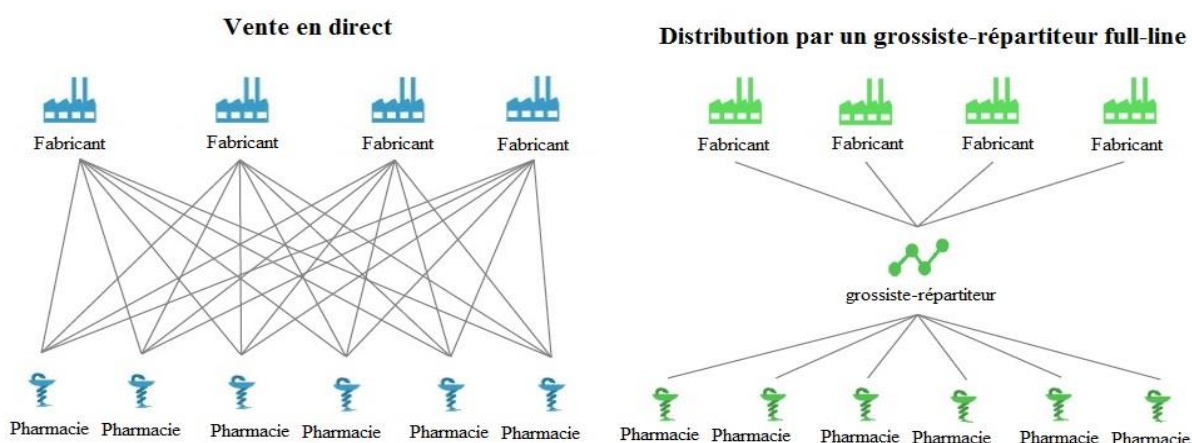 Vente en direct
Fabricant Fabricant Fabricant Fabricant
Pharmacie Pharmacie Pharmacie Pharmacie Pharmacie Pharmacie
Distribution par un grossiste-répartiteur full-line
Fabricant Fabricant Fabricant Fabricant
grossiste-répartiteur
Pharmacie Pharmacie Pharmacie Pharmacie Pharmacie Pharmacie